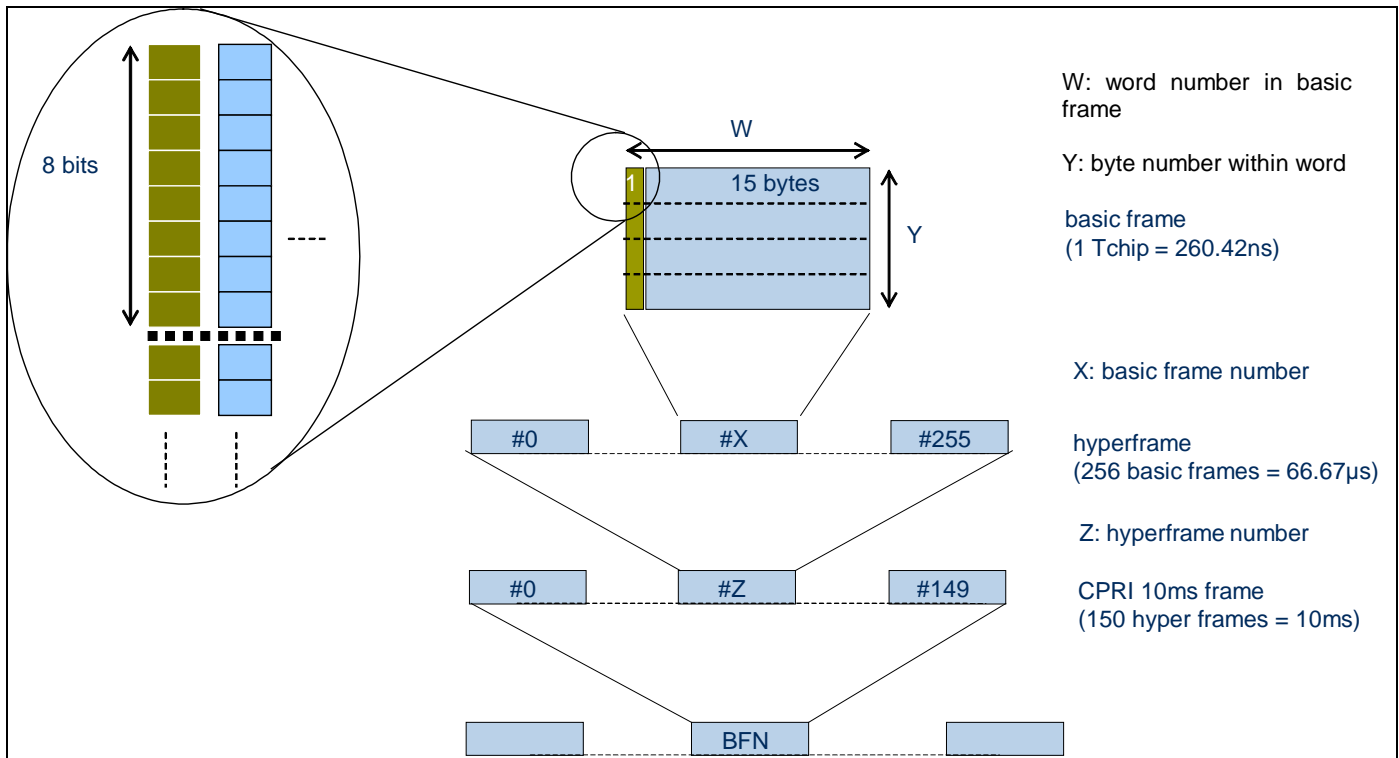 8 bits
W
1
15 bytes
Y
W: word number in basic
frame
Y: byte number within word
basic frame
(1 Tchip = 260.42ns)
X: basic frame number
#0
#X
#255
hyperframe
(256 basic frames = 66.67µs)
Z: hyperframe number
#0
#Z
#149
CPRI 10ms frame
(150 hyper frames = 10ms)
BFN